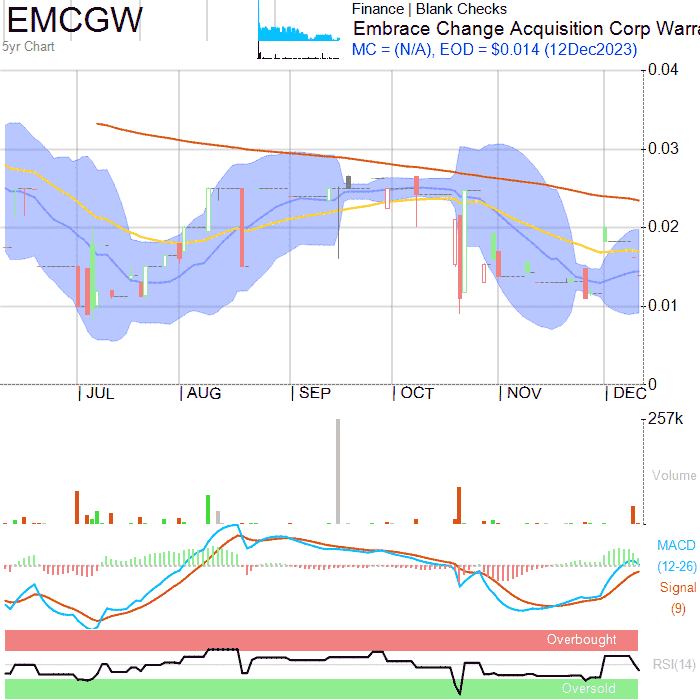 EMCGW
5yr Chart
Finance | Blank Checks
Embrace Change Acquisition Corp Warra
MC = (N/A), EOD = $0.014 (12Dec2023)
0.04
0.03
0.02
0.01
0
| JUL | AUG | SEP | OCT | NOV | DEC
257k
Volume
MACD
(12-26)
Signal
(9)
Overbought
RSI(14)
Oversold